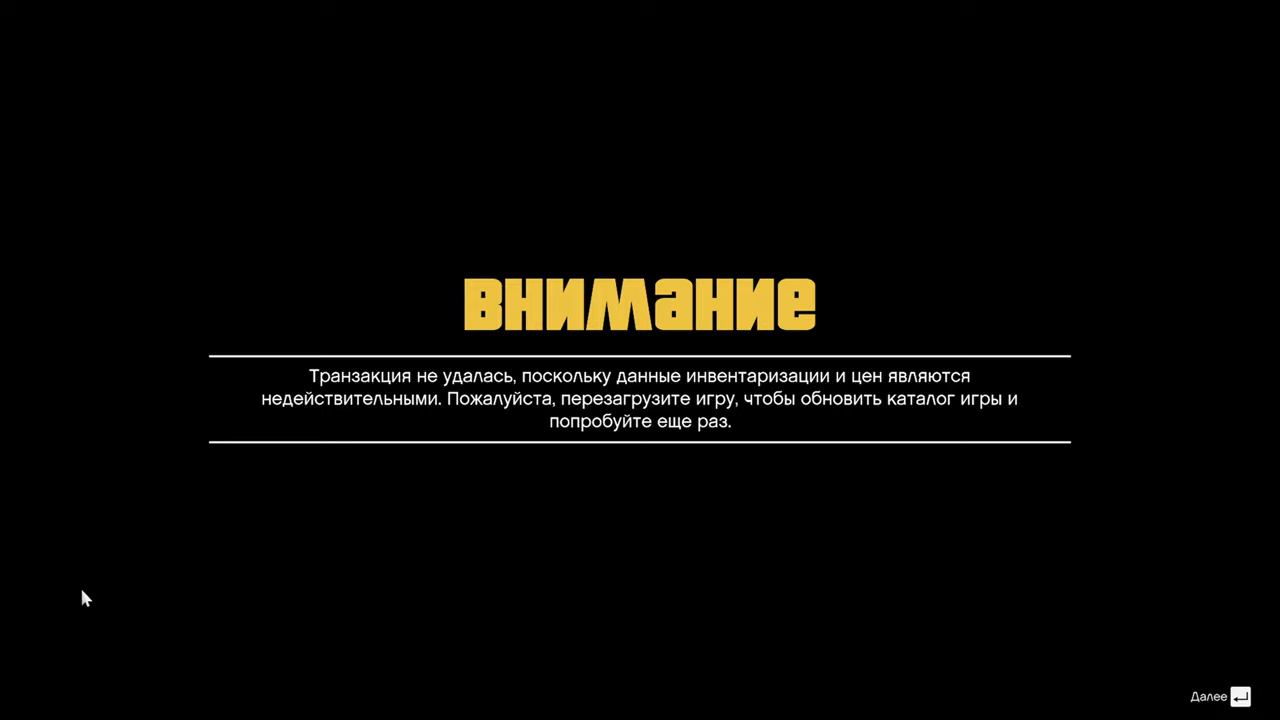 внимание
Транзакция не удалась, поскольку данные инвентаризации и цен являются
недействительными. Пожалуйста, перезагрузите игру, чтобы обновить каталог игры и
попробуйте еще раз.
Далее